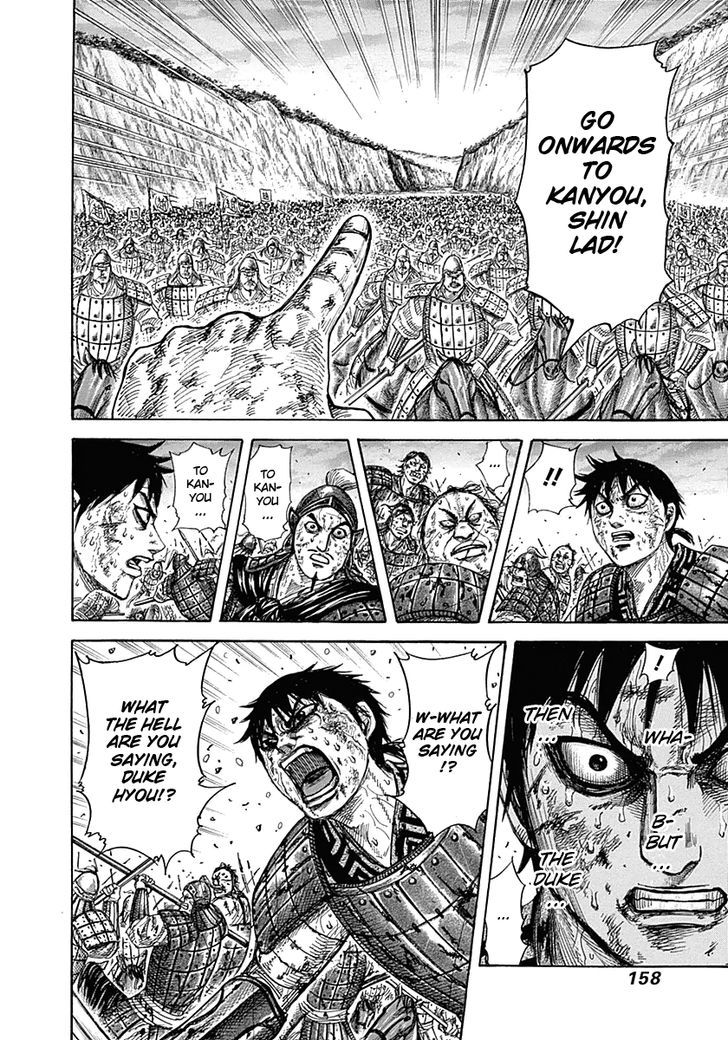 GO
ONWARDS
TO
KANYOU,
SHIN
LAD!
!!
TO
KAN-
YOU
...
TO
KAN-
YOU
...
!
WHA-
...
B-
BUT
...
THEN
...
THE
DUKE
...
...
W-WHAT
ARE YOU
SAYING
!?
WHAT
THE HELL
ARE YOU
SAYING,
DUKE
HYOU!?
158